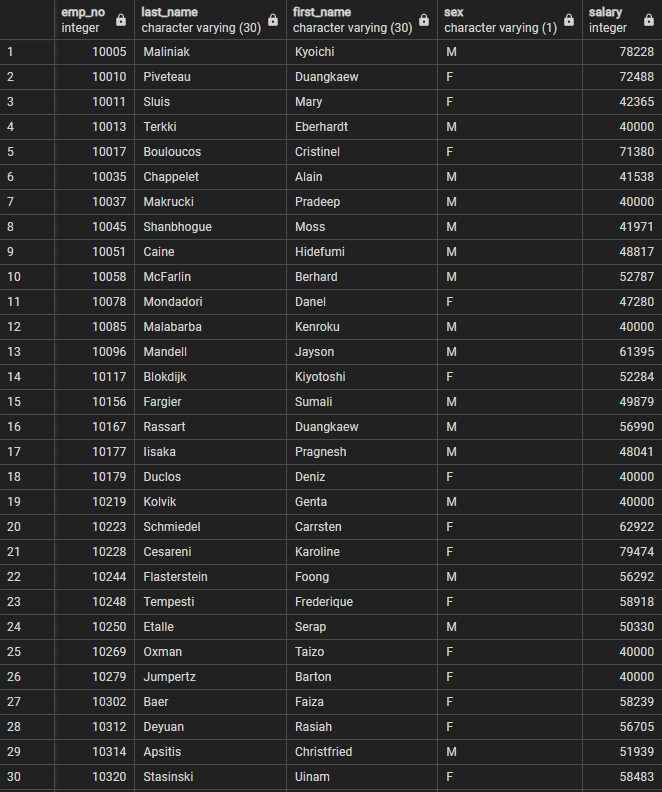 emp_no last_name first_name sex salary
integer character varying (30) character varying (30) character varying (1) integer
1 10005 Maliniak Kyoichi M 78228
2 10010 Piveteau Duangkaew F 72488
3 10011 Sluis Mary F 42365
4 10013 Terkki Eberhardt M 40000
5 10017 Bouloucos Cristinel F 71380
6 10035 Chappelet Alain M 41538
7 10037 Makrucki Pradeep M 40000
8 10045 Shanbhogue Moss M 41971
9 10051 Caine Hidefumi M 48817
10 10058 McFarlin Berhard M 52787
11 10078 Mondadori Danel F 47280
12 10085 Malabarba Kenroku M 40000
13 10096 Mandell Jayson M 61395
14 10117 Blokdijk Kiyotoshi F 52284
15 10156 Fargier Sumali M 49879
16 10167 Rassart Duangkaew M 56990
17 10177 Iisaka Pragnesh M 48041
18 10179 Duclos Deniz F 40000
19 10219 Kolvik Genta M 40000
20 10223 Schmiedel Carrsten F 62922
21 10228 Cesareni Karoline F 79474
22 10244 Flasterstein Foong M 56292
23 10248 Tempesti Frederique F 58918
24 10250 Etalle Serap M 50330
25 10269 Oxman Taizo F 40000
26 10279 Jumpertz Barton F 40000
27 10302 Baer Faiza F 58239
28 10312 Deyuan Rasiah F 56705
29 10314 Apsitis Christfried M 51939
30 10320 Stasinski Uinam F 58483